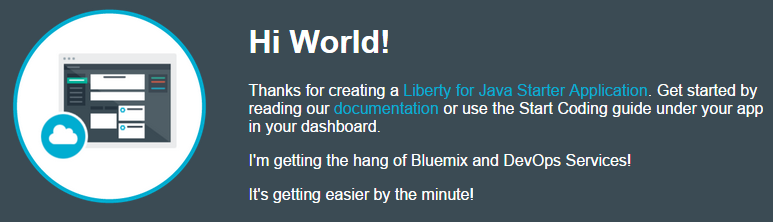 Hi World!
Thanks for creating a Liberty for Java Starter Application. Get started by
reading our documentation or use the Start Coding guide under your app
in your dashboard.
I'm getting the hang of Bluemix and DevOps Services!
It's getting easier by the minute!